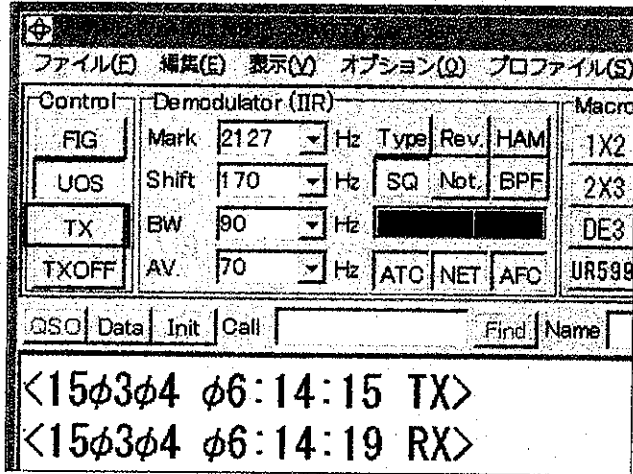 ファイル(F) 編集(E) 表示(V) オプション(O) プロファイル(S)
Control Demodulator (IIR) Macro
FIG Mark 2127 Hz Type Rev. HAM 1X2
UOS Shift 170 Hz SQ Not. BPF 2X3
TX BW 90 Hz DE3
TXOFF AV. 70 Hz ATC NET AFC UR599
QSO Data Init Call Find Name
<15φ3φ4 φ6:14:15 TX>
<15φ3φ4 φ6:14:19 RX>